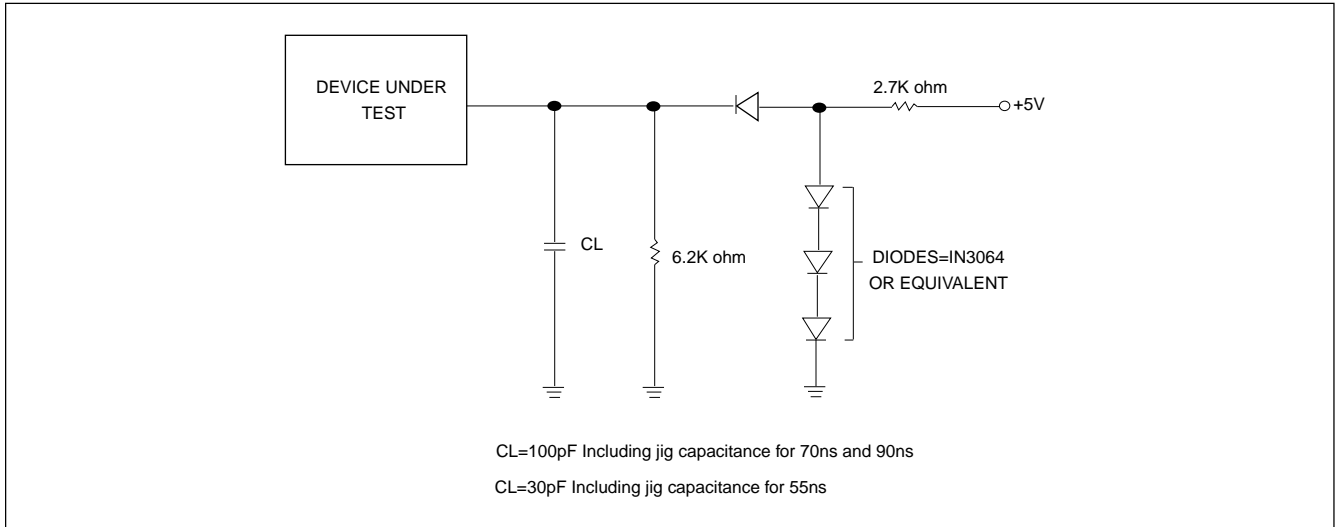 DEVICE UNDER
TEST
2.7K ohm
+5V
CL
6.2K ohm
DIODES=IN3064
OR EQUIVALENT
CL=100pF Including jig capacitance for 70ns and 90ns
CL=30pF Including jig capacitance for 55ns